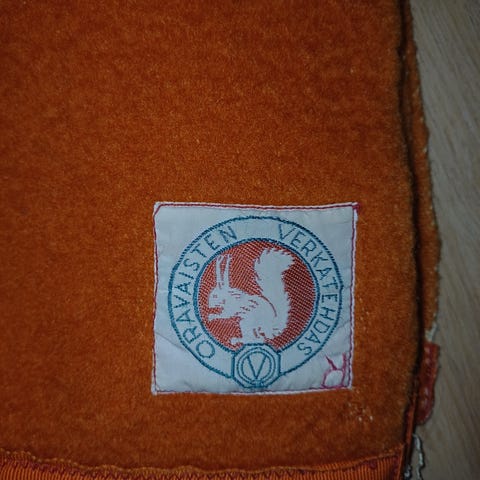 ORAVAISTEN VERKATEHDAS
V